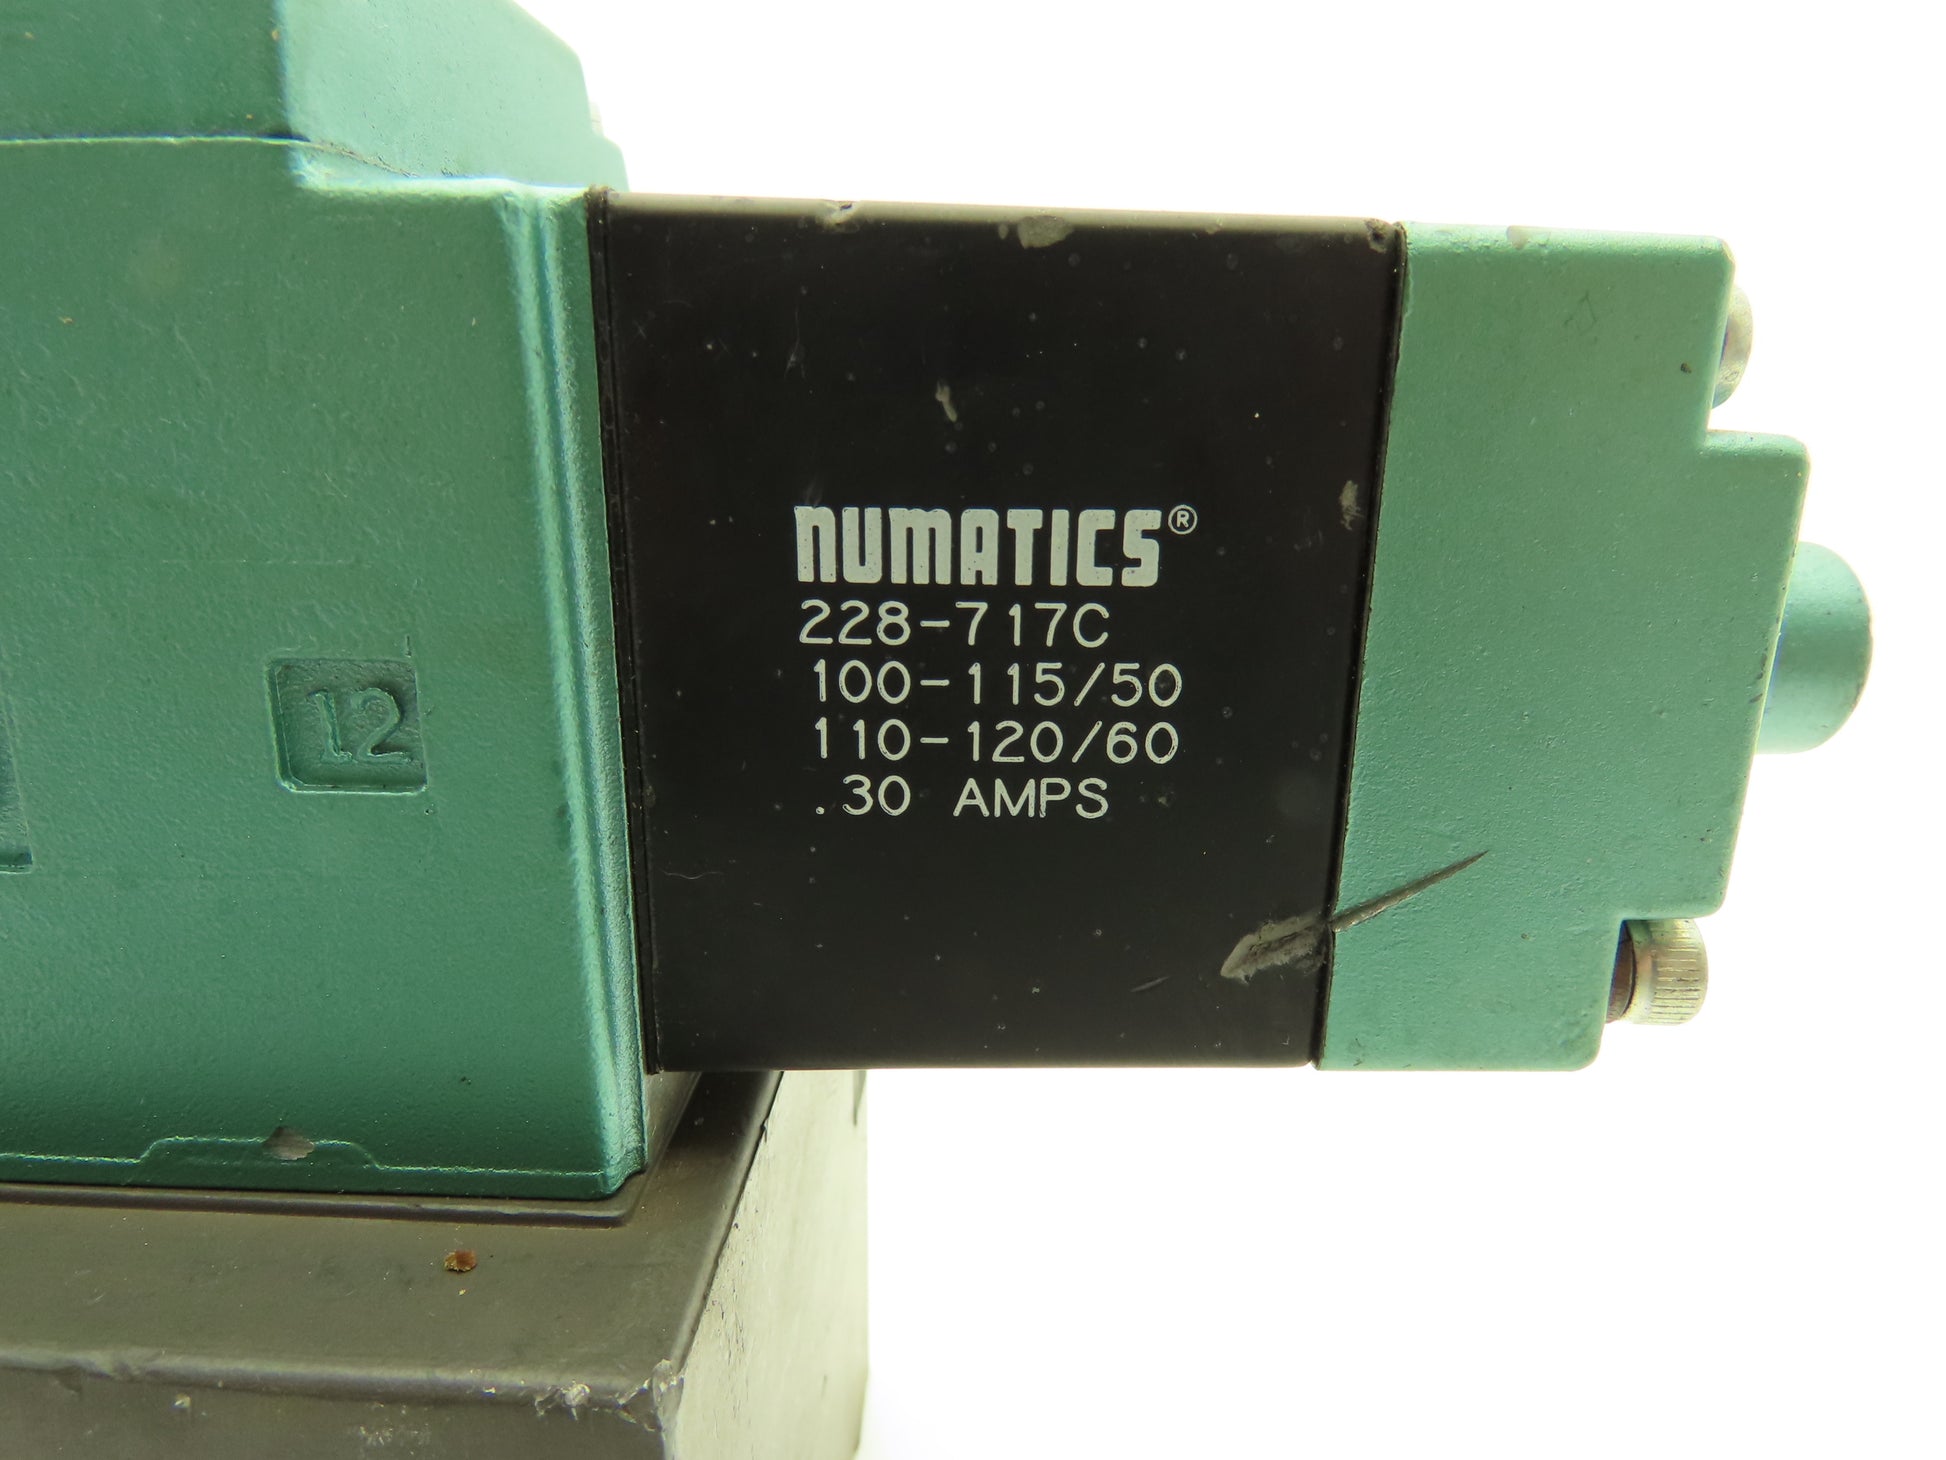 NUMATICS®
228-717C
100-115/50
110-120/60
.30 AMPS
12